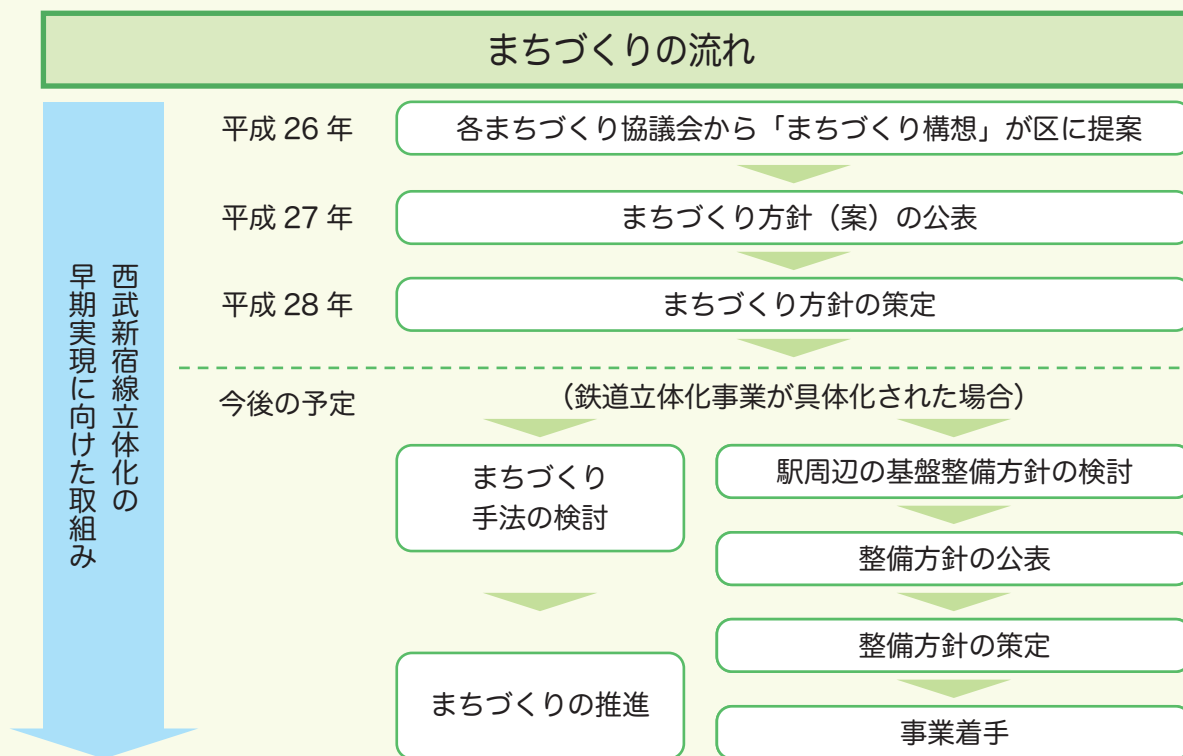 まちづくりの流れ
西武新宿線立体化の
早期実現に向けた取組み
平成 26 年
各まちづくり協議会から「まちづくり構想」が区に提案
平成 27 年
まちづくり方針（案）の公表
平成 28 年
まちづくり方針の策定
今後の予定
（鉄道立体化事業が具体化された場合）
まちづくり
手法の検討
まちづくりの推進
駅周辺の基盤整備方針の検討
整備方針の公表
整備方針の策定
事業着手